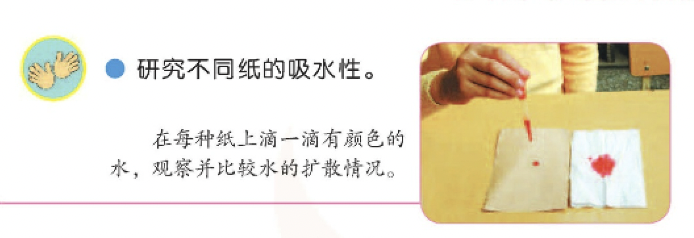 ● 研究不同纸的吸水性。
在每种纸上滴一滴有颜色的
水，观察并比较水的扩散情况。